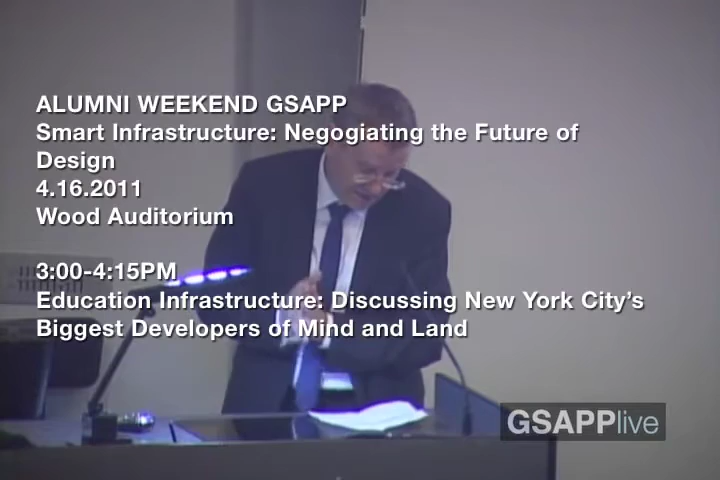 ALUMNI WEEKEND GSAPP
Smart Infrastructure: Negogiating the Future of
Design
4.16.2011
Wood Auditorium
3:00-4:15PM
Education Infrastructure: Discussing New York City's
Biggest Developers of Mind and Land
GSAPPlive